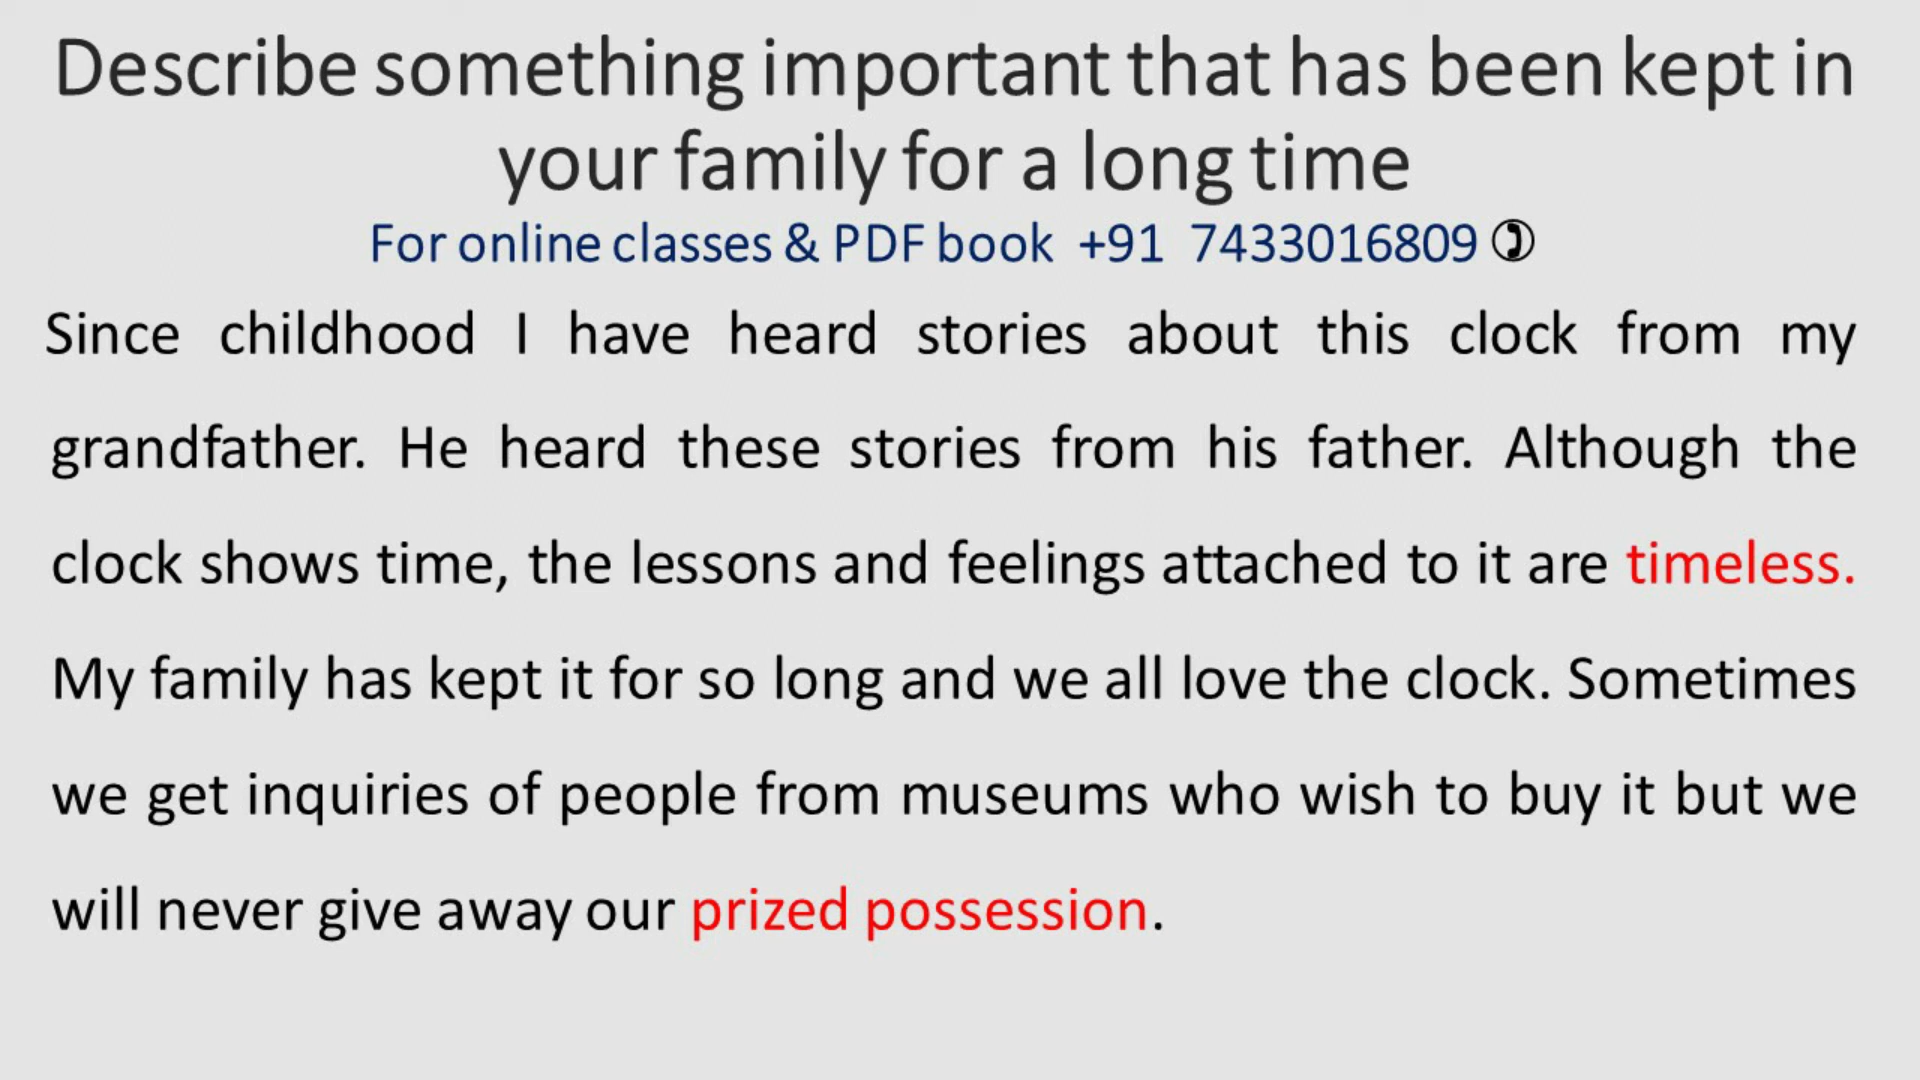 Describe something important that has been kept in
your family for a long time
For online classes & PDF book +91 7433016809
Since childhood I have heard stories about this clock from my
grandfather. He heard these stories from his father. Although the
clock shows time, the lessons and feelings attached to it are timeless.
My family has kept it for so long and we all love the clock. Sometimes
we get inquiries of people from museums who wish to buy it but we
will never give away our prized possession.